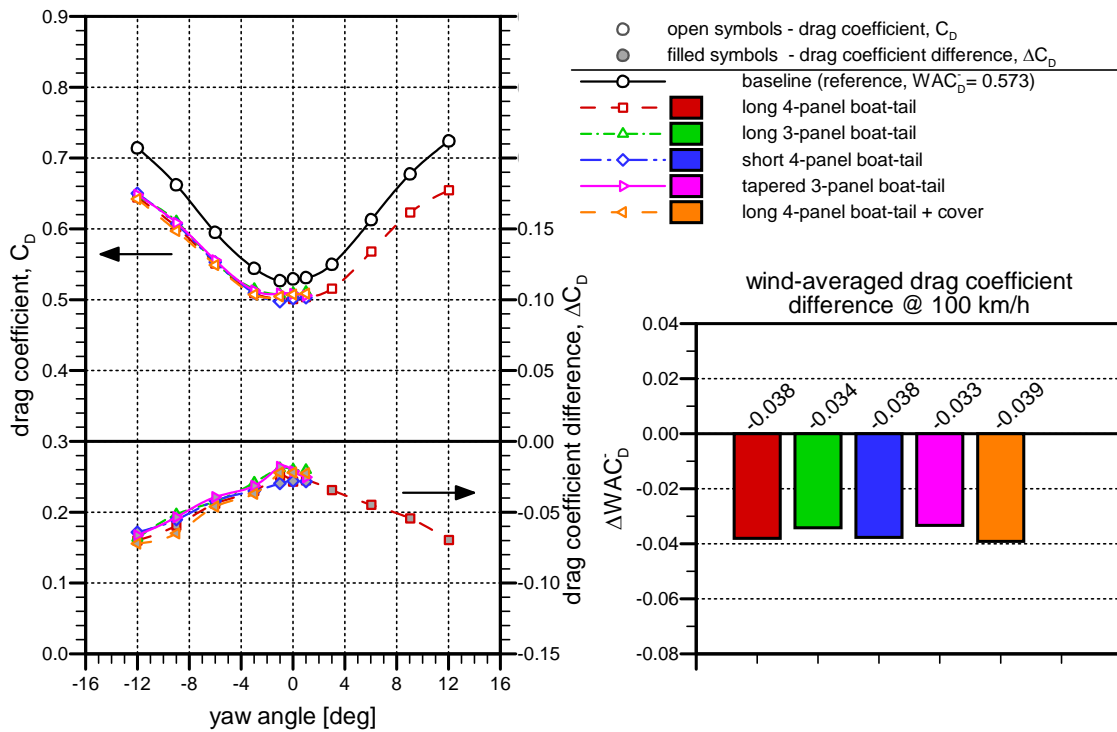 open symbols - drag coefficient, C_D
filled symbols - drag coefficient difference, ΔC_D
baseline (reference, WAC_D̄= 0.573)
long 4-panel boat-tail
long 3-panel boat-tail
short 4-panel boat-tail
tapered 3-panel boat-tail
long 4-panel boat-tail + cover
drag coefficient, C_D
0.9
0.8
0.7
0.6
0.5
0.4
0.3
0.2
0.1
0.0
-16
-12
-8
-4
0
4
8
12
16
yaw angle [deg]
0.15
0.10
0.05
0.00
-0.05
-0.10
-0.15
drag coefficient difference, ΔC_D
wind-averaged drag coefficient
difference @ 100 km/h
ΔWAC_D̄
0.04
0.02
0.00
-0.02
-0.04
-0.06
-0.08
-0.038
-0.034
-0.038
-0.033
-0.039